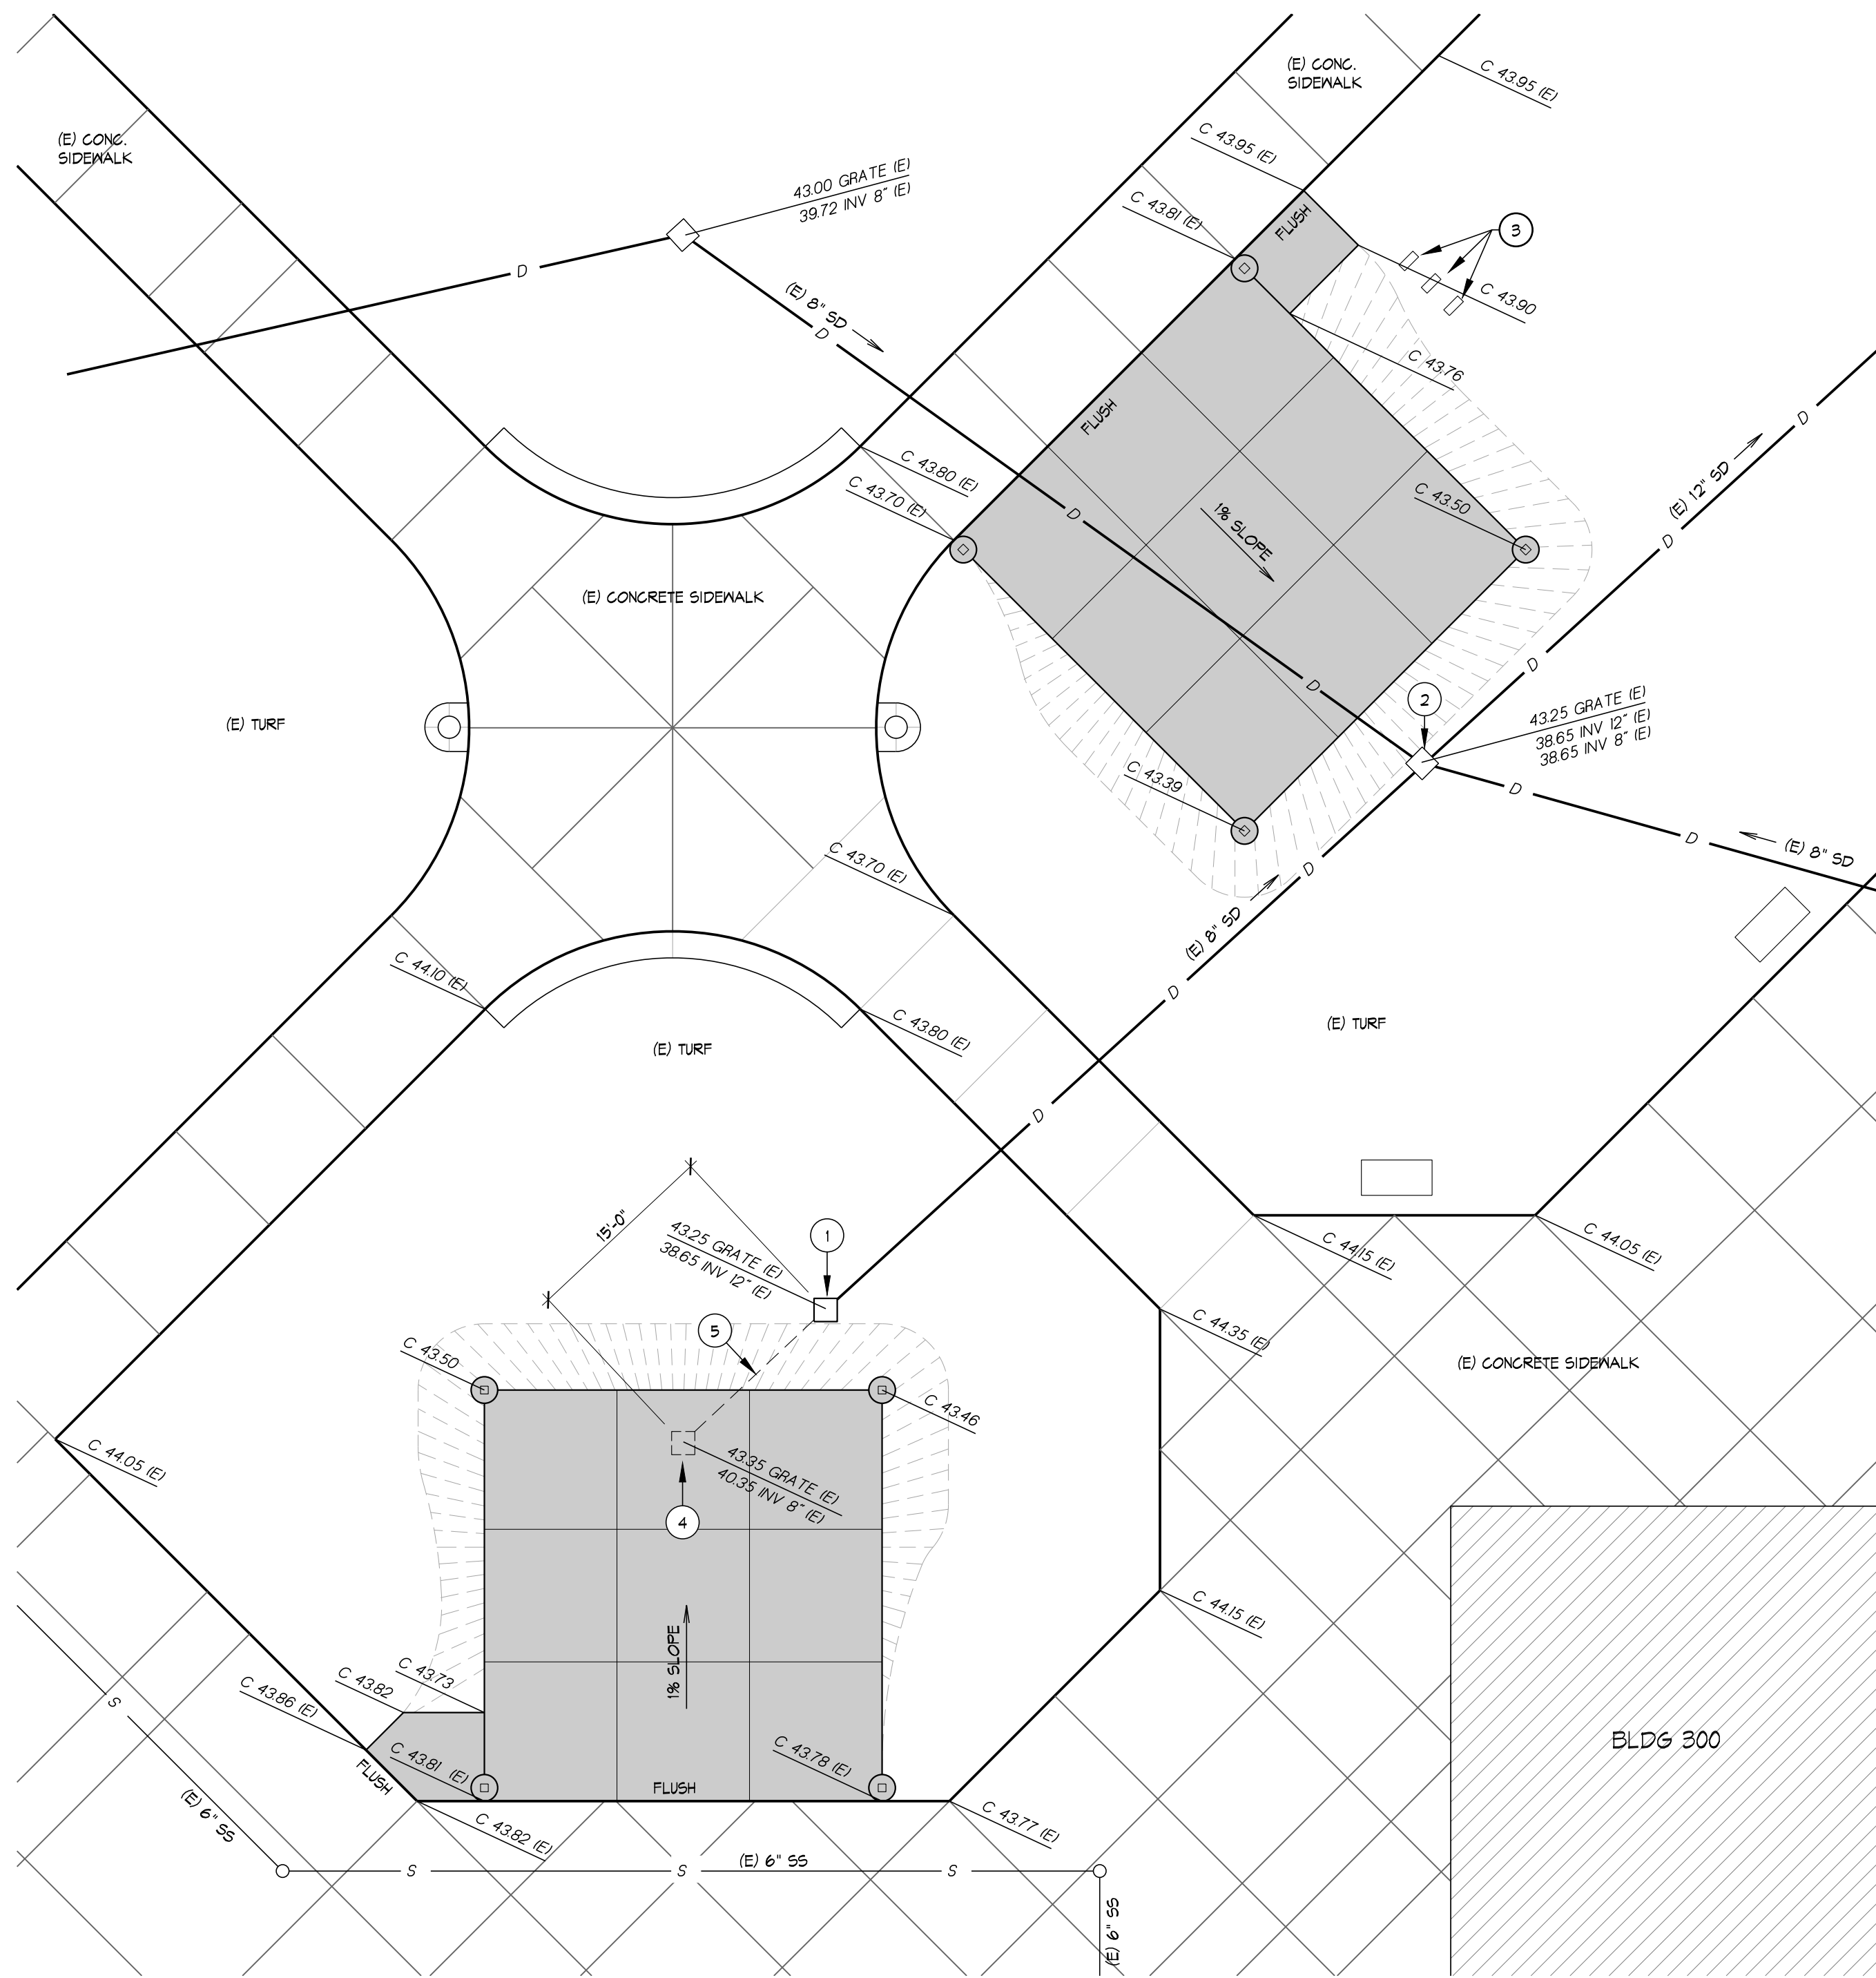 (E) CONC.
SIDEWALK
C 43.95 (E)
(E) CONC.
SIDEWALK
C 43.95 (E)
43.00 GRATE (E)
39.72 INV 8" (E)
C 43.81 (E)
FLUSH
3
D
(E) 8" SD
D
C 43.90
C 43.76
FLUSH
D
(E) 12" SD
C 43.80 (E)
C 43.70 (E)
C 43.50
D
1% SLOPE
D
(E) CONCRETE SIDEWALK
D
D
2
43.25 GRATE (E)
38.65 INV 12" (E)
38.65 INV 8" (E)
(E) TURF
C 43.39
D
D
(E) 8" SD
C 43.70 (E)
D
(E) 8" SD
C 44.10 (E)
D
C 43.80 (E)
(E) TURF
(E) TURF
D
15'-0"
43.25 GRATE (E)
38.65 INV 12" (E)
1
C 44.15 (E)
C 44.05 (E)
5
C 44.35 (E)
C 43.50
(E) CONCRETE SIDEWALK
C 43.46
C 44.05 (E)
43.35 GRATE (E)
40.35 INV 8" (E)
4
C 44.15 (E)
1% SLOPE
C 43.73
C 43.82
C 43.86 (E)
S
BLDG 300
C 43.81 (E)
C 43.78 (E)
FLUSH
FLUSH
(E) 6" SS
C 43.82 (E)
C 43.77 (E)
S
S
(E) 6" SS
S
(E) 6" SS